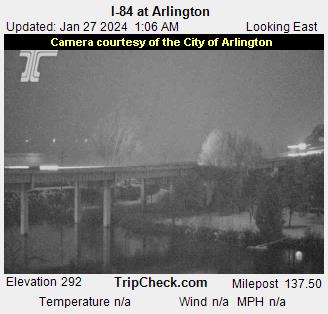 I-84 at Arlington
Updated: Jan 27 2024 1:06 AM Looking East
Camera courtesy of the City of Arlington
Elevation 292 TripCheck.com Milepost 137.50
Temperature n/a Wind n/a MPH n/a